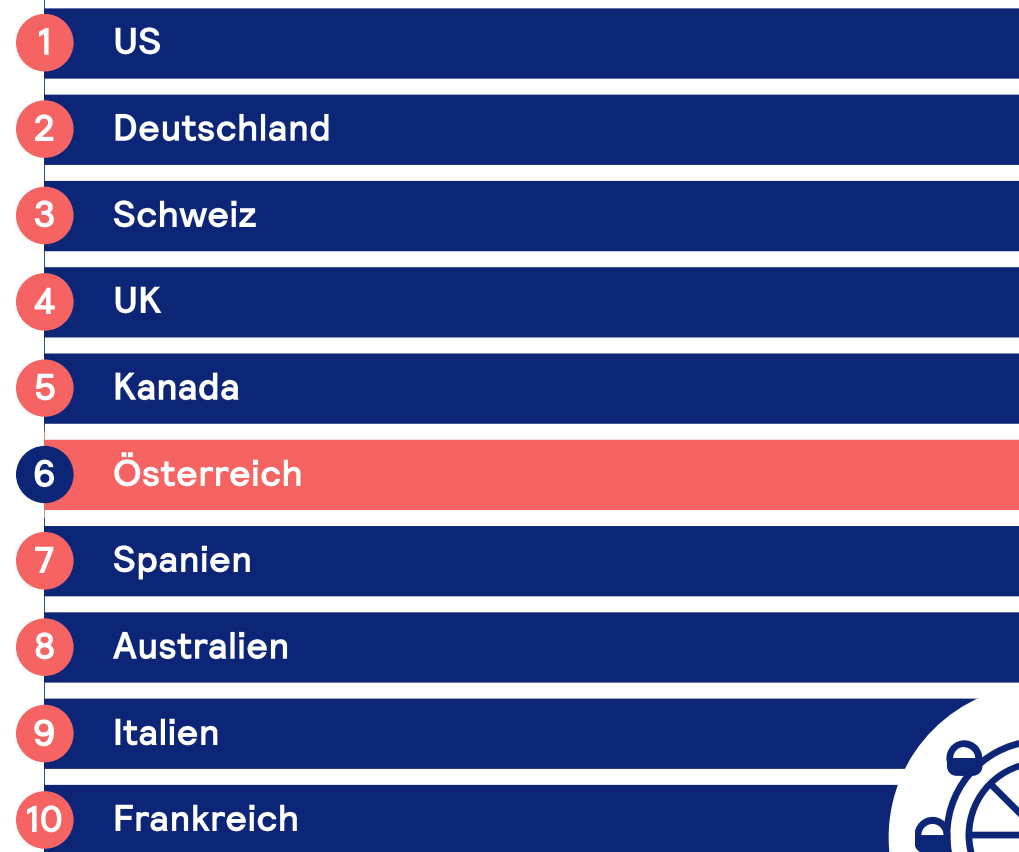 1 US
2 Deutschland
3 Schweiz
4 UK
5 Kanada
6 Österreich
7 Spanien
8 Australien
9 Italien
10 Frankreich